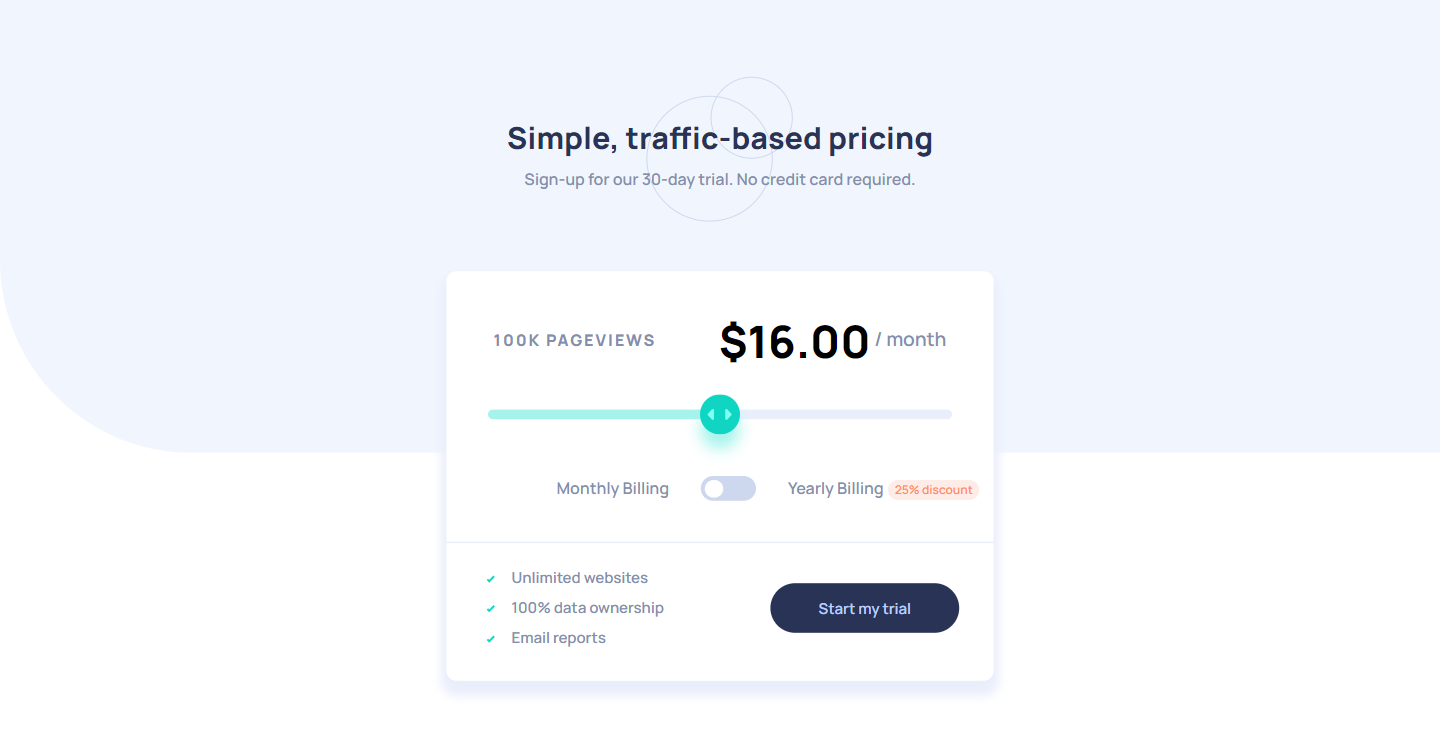 Simple, traffic-based pricing
Sign-up for our 30-day trial. No credit card required.
100K PAGEVIEWS $16.00 / month
Monthly Billing Yearly Billing 25% discount
Unlimited websites
100% data ownership
Email reports
Start my trial